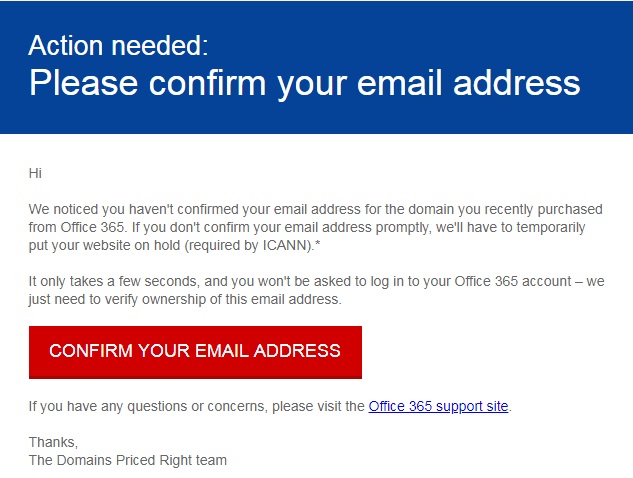 Action needed:
Please confirm your email address
Hi
We noticed you haven't confirmed your email address for the domain you recently purchased
from Office 365. If you don't confirm your email address promptly, we'll have to temporarily
put your website on hold (required by ICANN).*
It only takes a few seconds, and you won't be asked to log in to your Office 365 account – we
just need to verify ownership of this email address.
CONFIRM YOUR EMAIL ADDRESS
If you have any questions or concerns, please visit the Office 365 support site.
Thanks,
The Domains Priced Right team